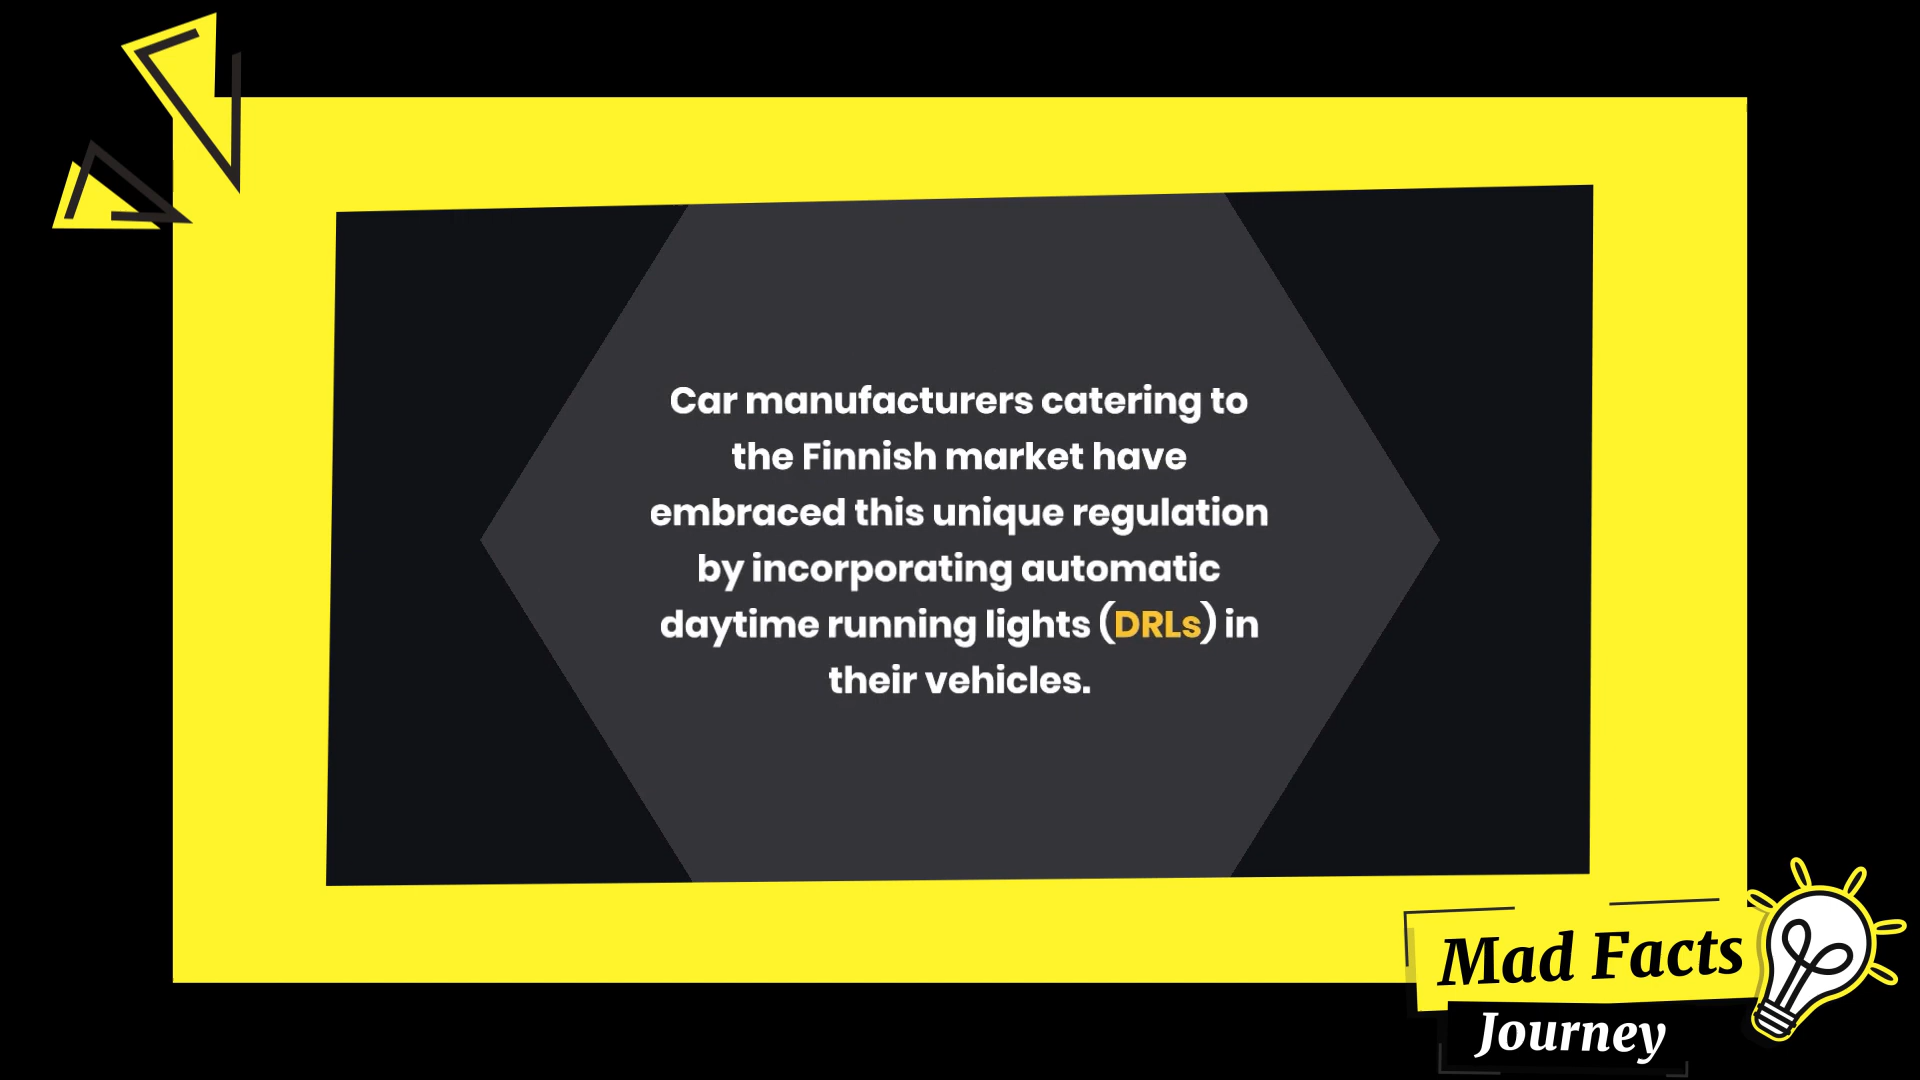 Car manufacturers catering to
the Finnish market have
embraced this unique regulation
by incorporating automatic
daytime running lights (DRLs) in
their vehicles.
Mad Facts
Journey